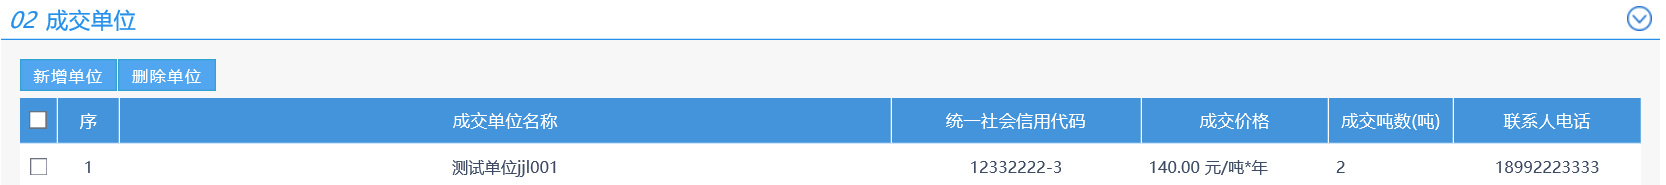 02 成交单位
新增单位 删除单位
序 成交单位名称 统一社会信用代码 成交价格 成交吨数(吨) 联系人电话
1 测试单位jjl001 12332222-3 140.00 元/吨*年 2 18992223333